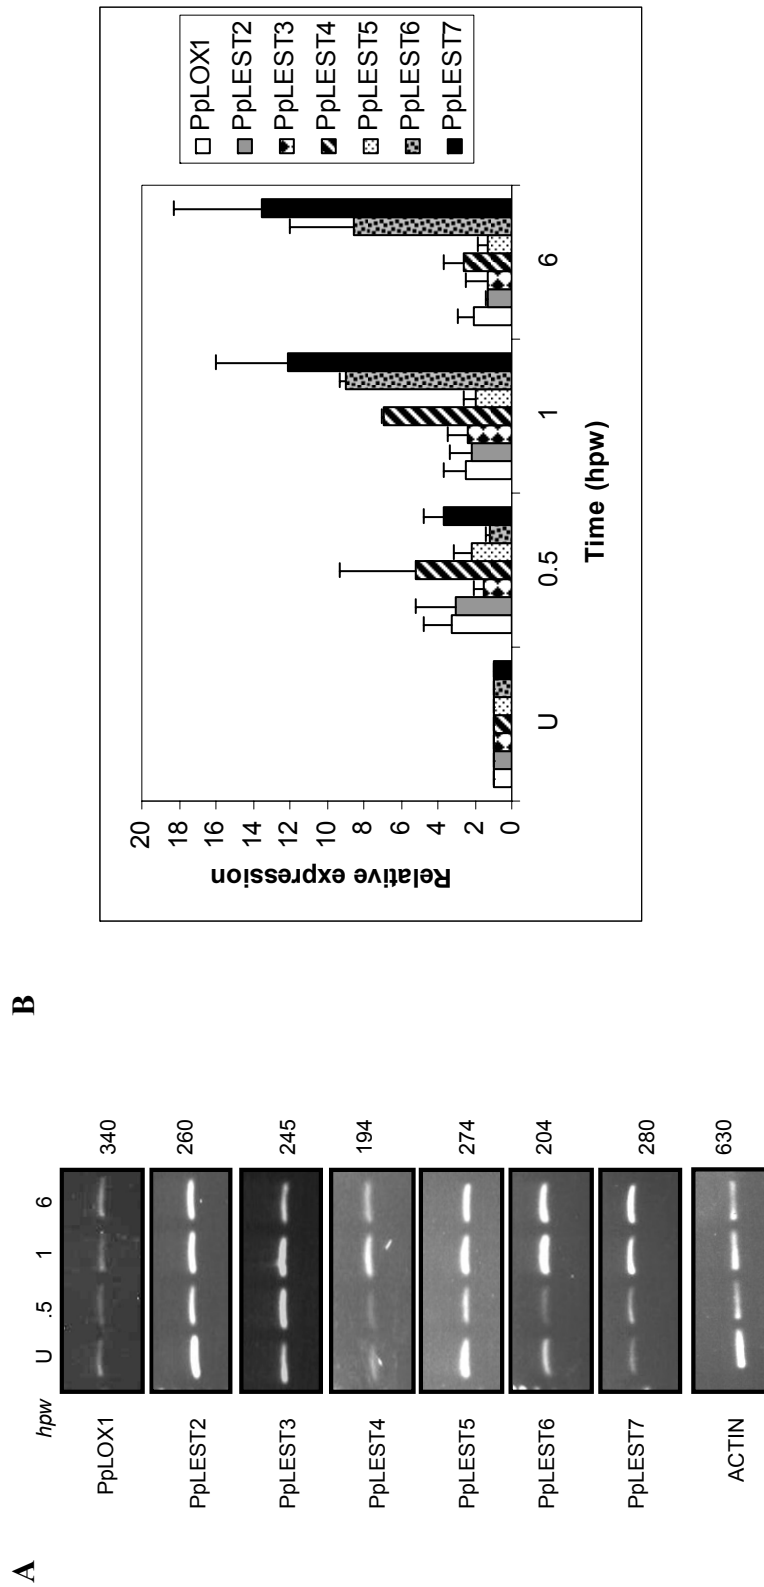 A
hpw U .5 1 6
PpLOX1 340
PpLEST2 260
PpLEST3 245
PpLEST4 194
PpLEST5 274
PpLEST6 204
PpLEST7 280
ACTIN 630
B
Relative expression
20
18
16
14
12
10
8
6
4
2
0
U 0.5 1 6
Time (hpw)
PpLOX1
PpLEST2
PpLEST3
PpLEST4
PpLEST5
PpLEST6
PpLEST7